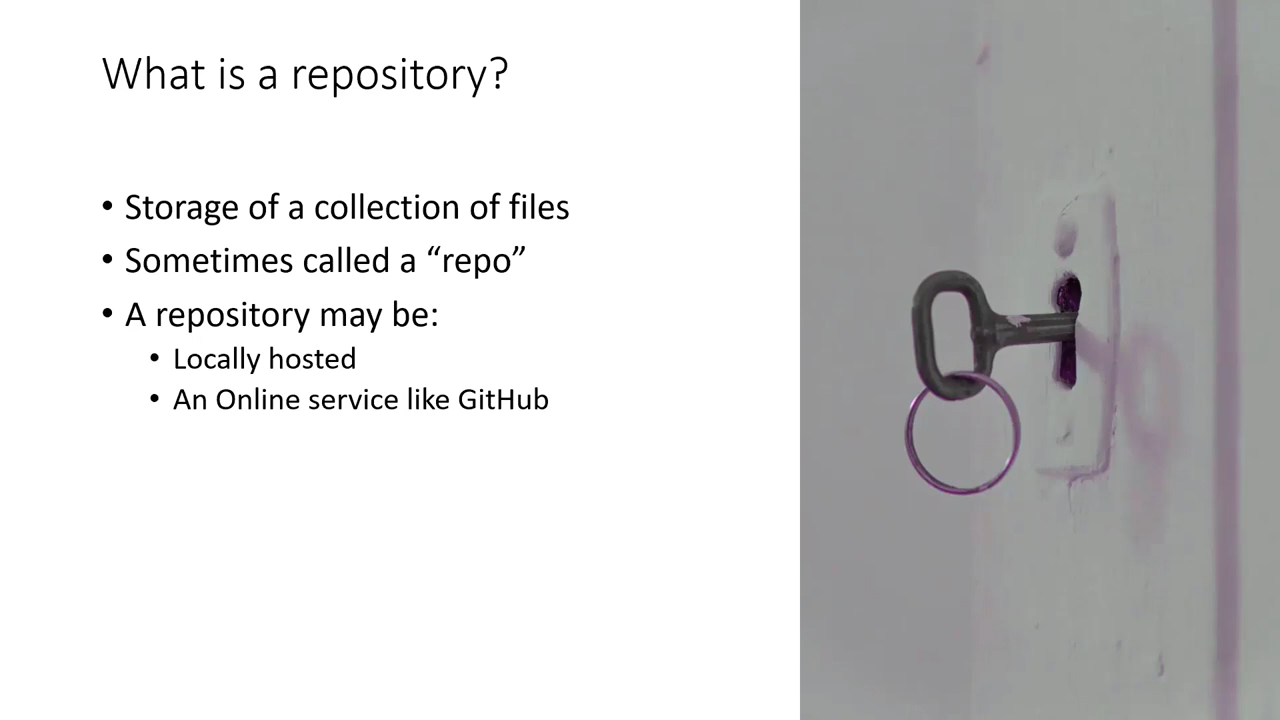 What is a repository?
• Storage of a collection of files
• Sometimes called a “repo”
• A repository may be:
• Locally hosted
• An Online service like GitHub